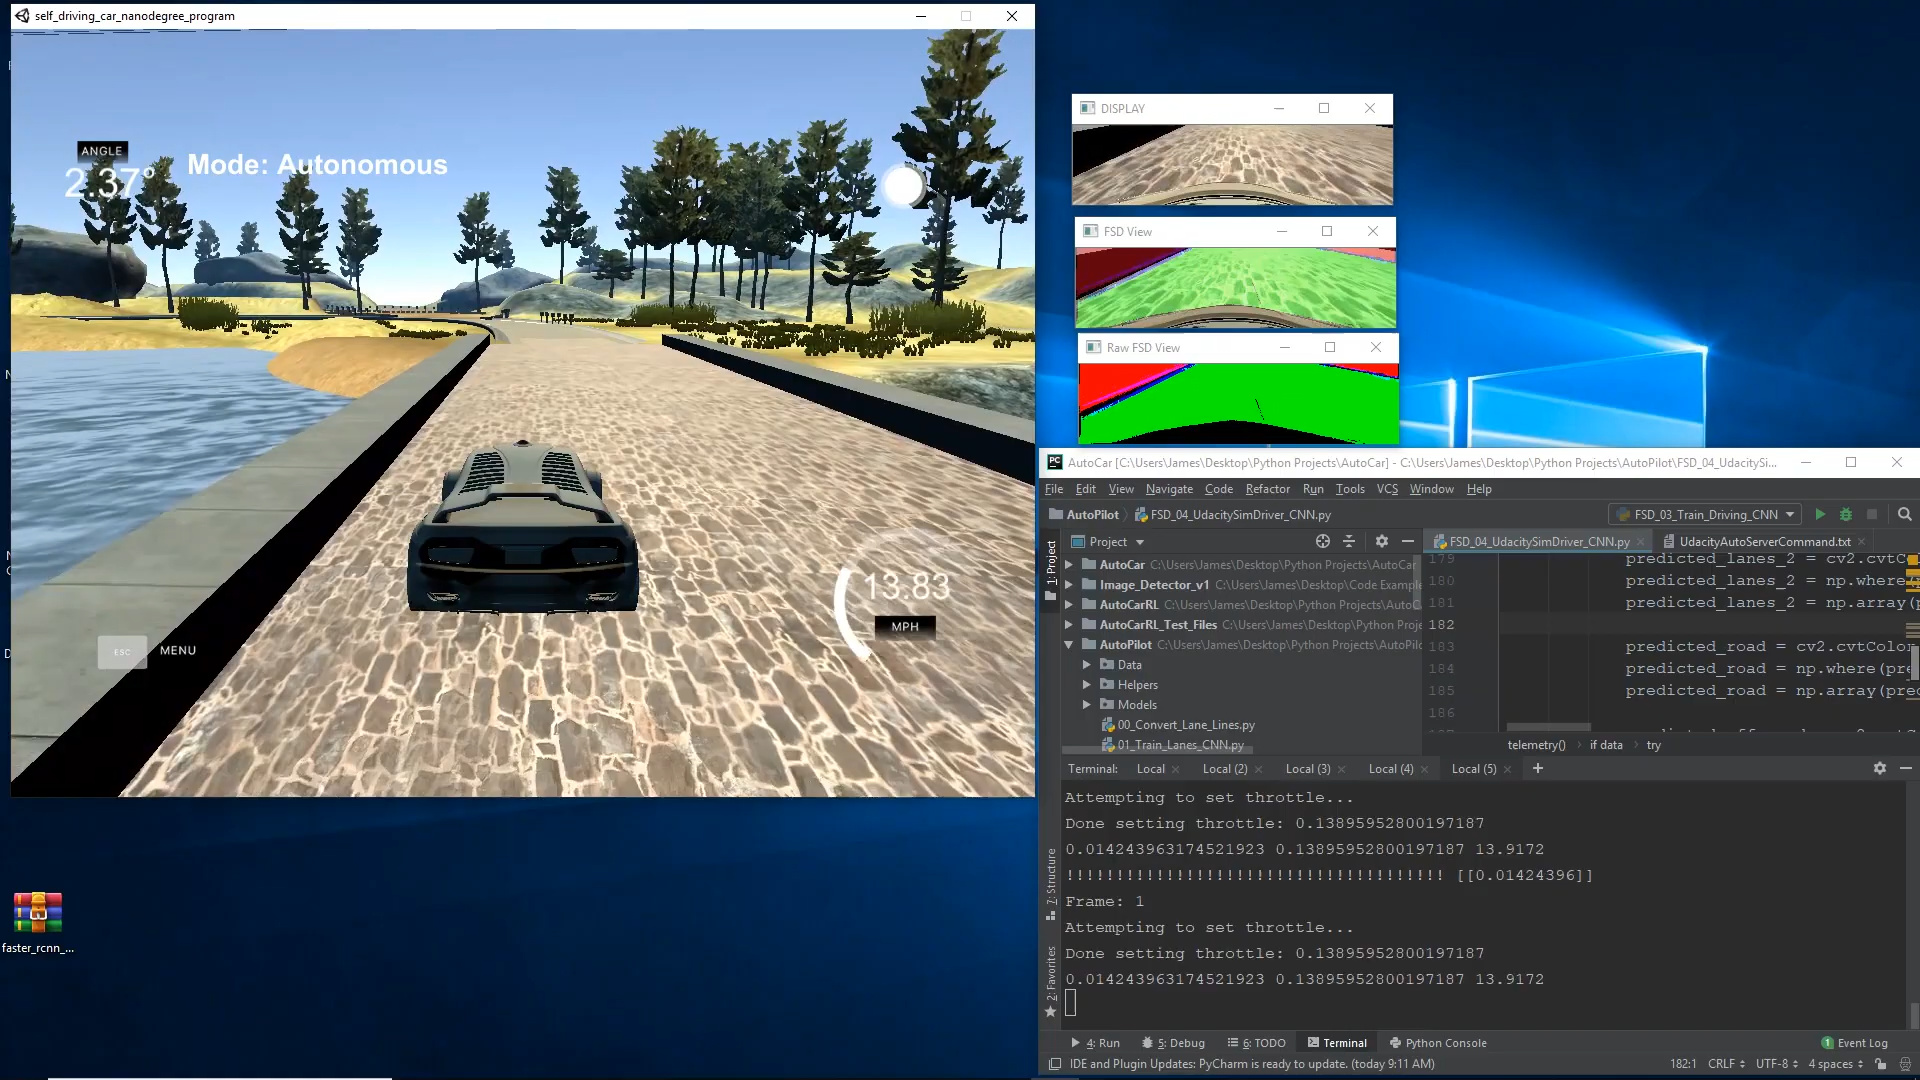 self_driving_car_nanodegree_program
ANGLE
2.37°
Mode: Autonomous
13.83
MPH
ESC
MENU
faster_rcnn_...
DISPLAY
FSD View
Raw FSD View
AutoCar [C:\Users\James\Desktop\Python Projects\AutoCar] - C:\Users\James\Desktop\Python Projects\AutoPilot\FSD_04_UdacitySi...
File Edit View Navigate Code Refactor Run Tools VCS Window Help
AutoPilot FSD_04_UdacitySimDriver_CNN.py
FSD_03_Train_Driving_CNN
1: Project
Project
AutoCar C:\Users\James\Desktop\Python Projects\AutoCar
Image_Detector_v1 C:\Users\James\Desktop\Code Example
AutoCarRL C:\Users\James\Desktop\Python Projects\AutoC
AutoCarRL_Test_Files C:\Users\James\Desktop\Python Proje
AutoPilot C:\Users\James\Desktop\Python Projects\AutoPilo
Data
Helpers
Models
00_Convert_Lane_Lines.py
01_Train_Lanes_CNN.py
FSD_04_UdacitySimDriver_CNN.py UdacityAutoServerCommand.txt
179 predicted_lanes_2 = cv2.cvtC
180 predicted_lanes_2 = np.where(
181 predicted_lanes_2 = np.array(p
182
183 predicted_road = cv2.cvtColor
184 predicted_road = np.where(pre
185 predicted_road = np.array(pred
186
telemetry() if data try
Terminal: Local Local (2) Local (3) Local (4) Local (5) +
Attempting to set throttle...
Done setting throttle: 0.13895952800197187
0.014243963174521923 0.13895952800197187 13.9172
!!!!!!!!!!!!!!!!!!!!!!!!!!!!!!!!!!!!!! [[0.01424396]]
Frame: 1
Attempting to set throttle...
Done setting throttle: 0.13895952800197187
0.014243963174521923 0.13895952800197187 13.9172
7: Structure
2: Favorites
4: Run 5: Debug 6: TODO Terminal Python Console
1 Event Log
IDE and Plugin Updates: PyCharm is ready to update. (today 9:11 AM)
182:1 CRLF UTF-8 4 spaces